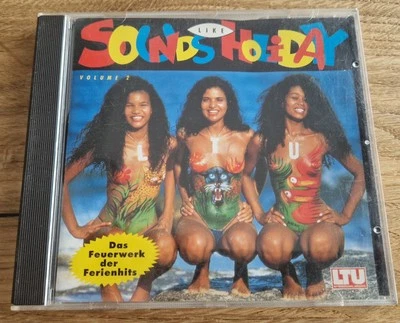 SOUNDS LIKE HOLIDAY
VOLUME 2
L T U
Das
Feuerwerk
der
Ferienhits
LTU